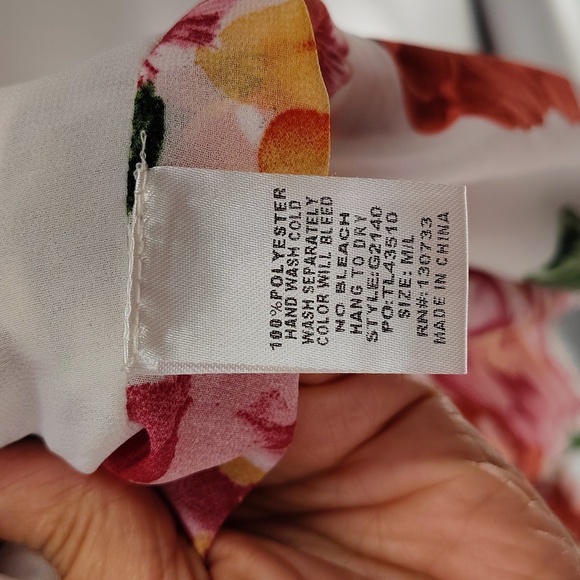 100%POLYESTER
HAND WASH COLD
WASH SEPARATELY
COLOR WILL BLEED
NO BLEACH
HANG TO DRY
STYLE:G2140
PO:TL43510
SIZE: M/L
RN#:130733
MADE IN CHINA